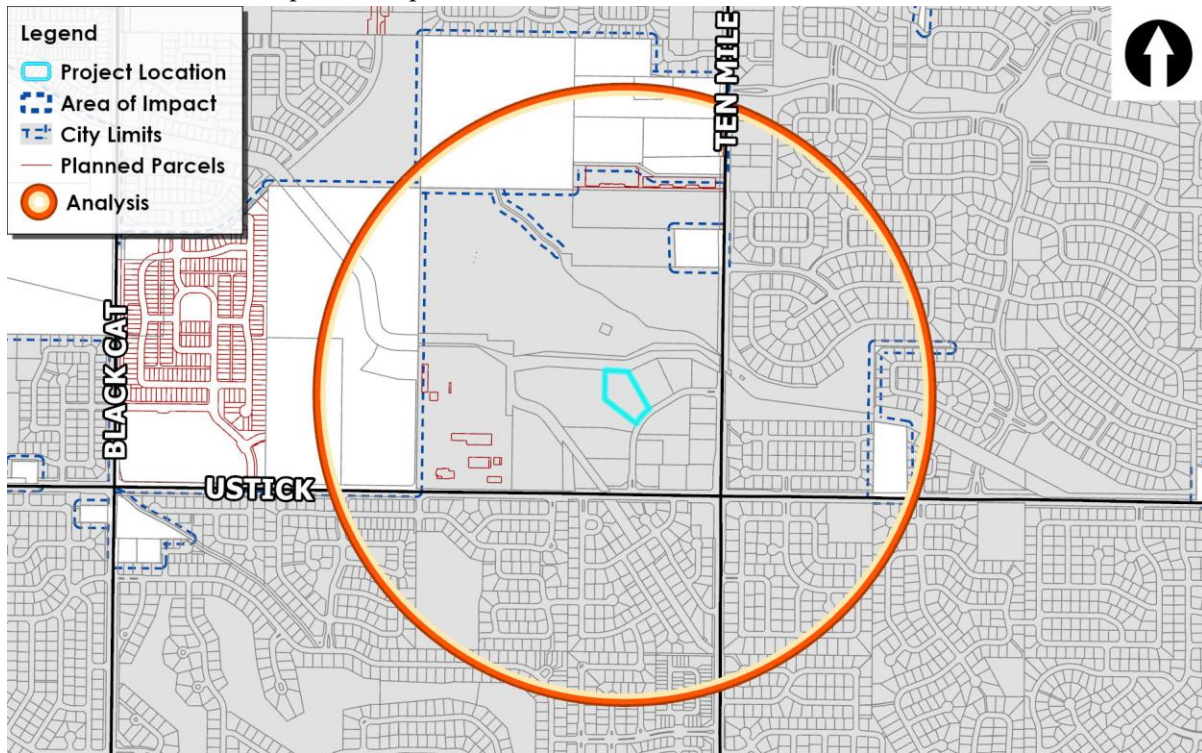 Legend
Project Location
Area of Impact
City Limits
Planned Parcels
Analysis
TEN MILE
BLACK CAT
USTICK